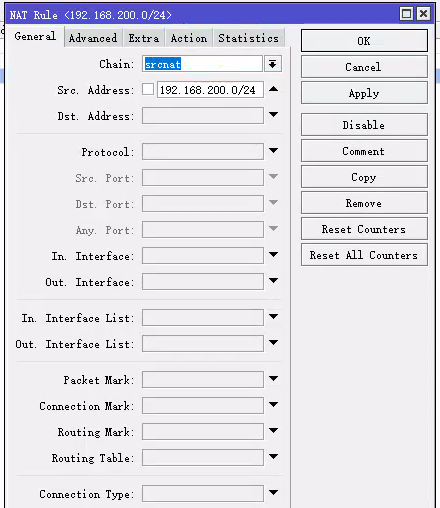 NAT Rule <192.168.200.0/24>
General Advanced Extra Action Statistics
Chain: srcnat
Src. Address: 192.168.200.0/24
Dst. Address:
Protocol:
Src. Port:
Dst. Port:
Any. Port:
In. Interface:
Out. Interface:
In. Interface List:
Out. Interface List:
Packet Mark:
Connection Mark:
Routing Mark:
Routing Table:
Connection Type:
OK
Cancel
Apply
Disable
Comment
Copy
Remove
Reset Counters
Reset All Counters